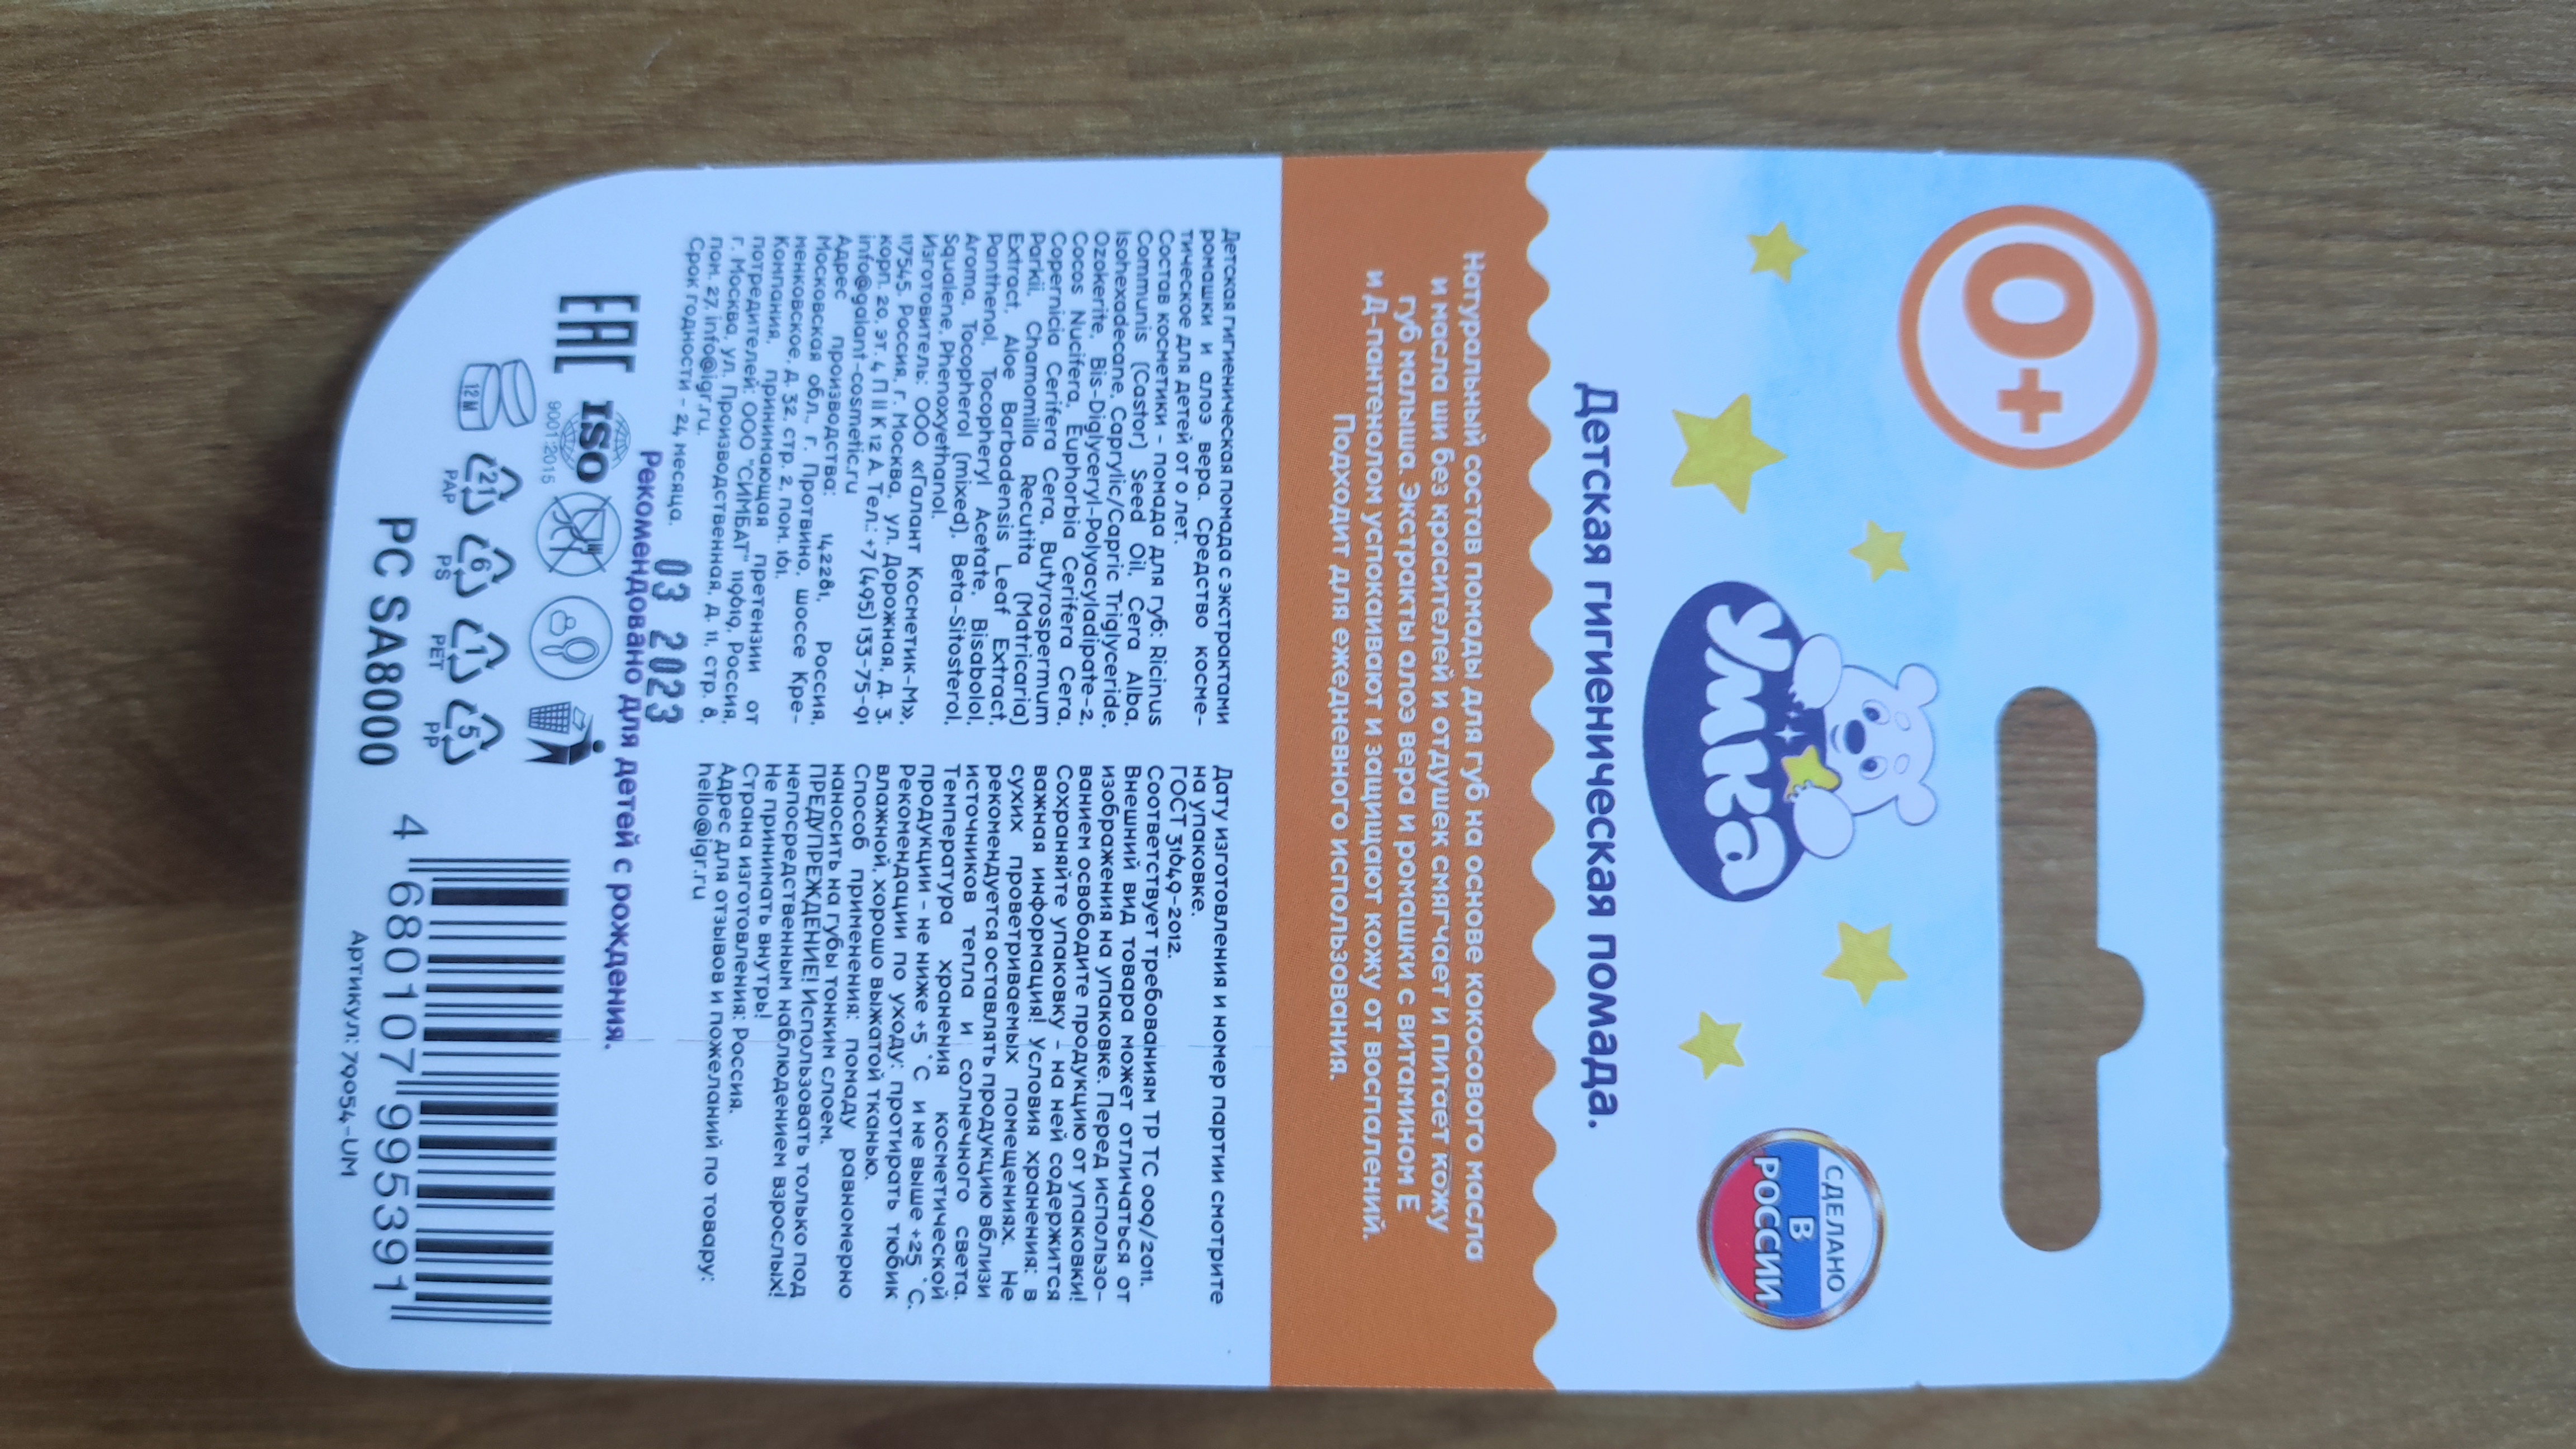 0+
умка
СДЕЛАНО
В
РОССИИ
Детская гигиеническая помада.
Натуральный состав помады для губ на основе кокосового масла
и масла ши без красителей и отдушек смягчает и питает кожу
губ малыша. Экстракты алоэ вера и ромашки с витамином Е
и Д-пантенолом успокаивают и защищают кожу от воспалений.
Подходит для ежедневного использования.
Детская гигиеническая помада с экстрактами
ромашки и алоэ вера. Средство косме-
тическое для детей от 0 лет.
Состав косметики - помада для губ: Ricinus
Communis (Castor) Seed Oil, Cera Alba,
Isohexadecane, Caprylic/Capric Triglyceride,
Ozokerite, Bis-Diglyceryl-Polyacyladipate-2,
Cocos Nucifera, Euphorbia Cerifera Cera,
Copernicia Cerifera Cera, Butyrospermum
Parkii, Chamomilla Recutita (Matricaria)
Extract, Aloe Barbadensis Leaf Extract,
Panthenol, Tocopheryl Acetate, Bisabolol,
Aroma, Tocopherol (mixed), Beta-Sitosterol,
Squalene, Phenoxyethanol.
Изготовитель: ООО «Галант Косметик-М»,
117545, Россия, г. Москва, ул. Дорожная, д. 3,
корп. 20, эт. 4 П II К 12 А. Тел.: +7 (495) 133-75-91
info@galant-cosmetic.ru
Адрес производства: 142281, Россия,
Московская обл., г. Протвино, шоссе Кре-
менковское, д. 32, стр. 2, пом. 161.
Компания, принимающая претензии от
потребителей: ООО "СИМБАТ" 119619, Россия,
г. Москва, ул. Производственная, д. 11, стр. 8,
пом. 27, info@igr.ru.
Срок годности - 24 месяца.
03 2023
Дату изготовления и номер партии смотрите
на упаковке.
ГОСТ 31649-2012.
Соответствует требованиям ТР ТС 009/2011.
Внешний вид товара может отличаться от
изображения на упаковке. Перед использо-
ванием освободите продукцию от упаковки!
Сохраняйте упаковку - на ней содержится
важная информация! Условия хранения: в
сухих проветриваемых помещениях. Не
рекомендуется оставлять продукцию вблизи
источников тепла и солнечного света.
Температура хранения косметической
продукции - не ниже +5 °С и не выше +25 °С.
Рекомендации по уходу: протирать тюбик
влажной, хорошо выжатой тканью.
Способ применения: помаду равномерно
наносить на губы тонким слоем.
ПРЕДУПРЕЖДЕНИЕ! Использовать только под
непосредственным наблюдением взрослых!
Не принимать внутрь!
Страна изготовления: Россия.
Адрес для отзывов и пожеланий по товару:
hello@igr.ru
Рекомендовано для детей с рождения.
EAC
ISO
9001:2015
12 M
21
PAP
6
PS
1
PET
5
PP
РС SA8000
4 680107 995391
Артикул: 79054-UM